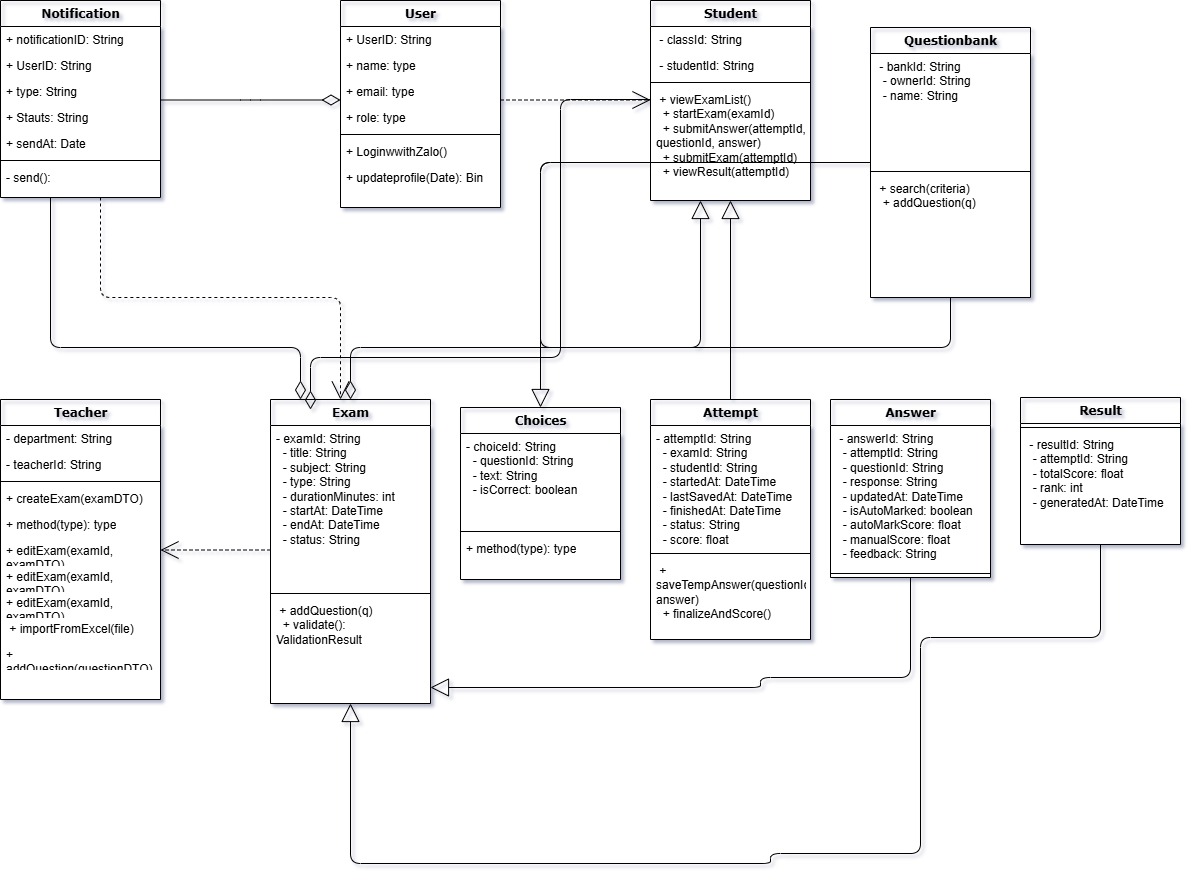 Notification
+ notificationID: String
+ UserID: String
+ type: String
+ Stauts: String
+ sendAt: Date
- send():
User
+ UserID: String
+ name: type
+ email: type
+ role: type
+ LoginwwithZalo()
+ updateprofile(Date): Bin
Student
- classId: String
- studentId: String
+ viewExamList()
+ startExam(examId)
+ submitAnswer(attemptId,
questionId, answer)
+ submitExam(attemptId)
+ viewResult(attemptId)
Questionbank
- bankId: String
- ownerId: String
- name: String
+ search(criteria)
+ addQuestion(q)
Teacher
- department: String
- teacherId: String
+ createExam(examDTO)
+ method(type): type
+ editExam(examId,
examDTO)
+ editExam(examId,
examDTO)
+ editExam(examId,
examDTO)
+ importFromExcel(file)
+
addQuestion(questionDTO)
Exam
- examId: String
- title: String
- subject: String
- type: String
- durationMinutes: int
- startAt: DateTime
- endAt: DateTime
- status: String
+ addQuestion(q)
+ validate():
ValidationResult
Choices
- choiceId: String
- questionId: String
- text: String
- isCorrect: boolean
+ method(type): type
Attempt
- attemptId: String
- examId: String
- studentId: String
- startedAt: DateTime
- lastSavedAt: DateTime
- finishedAt: DateTime
- status: String
- score: float
+
saveTempAnswer(questionId,
answer)
+ finalizeAndScore()
Answer
- answerId: String
- attemptId: String
- questionId: String
- response: String
- updatedAt: DateTime
- isAutoMarked: boolean
- autoMarkScore: float
- manualScore: float
- feedback: String
Result
- resultId: String
- attemptId: String
- totalScore: float
- rank: int
- generatedAt: DateTime